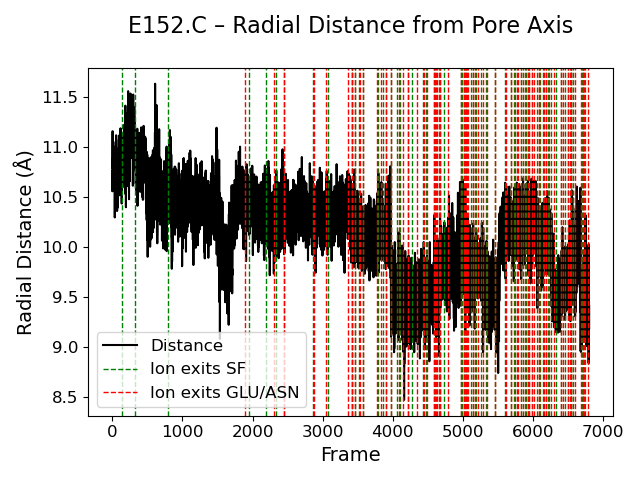 E152.C – Radial Distance from Pore Axis
Radial Distance (Å)
11.5
11.0
10.5
10.0
9.5
9.0
8.5
Distance
Ion exits SF
Ion exits GLU/ASN
0
1000
2000
3000
4000
5000
6000
7000
Frame